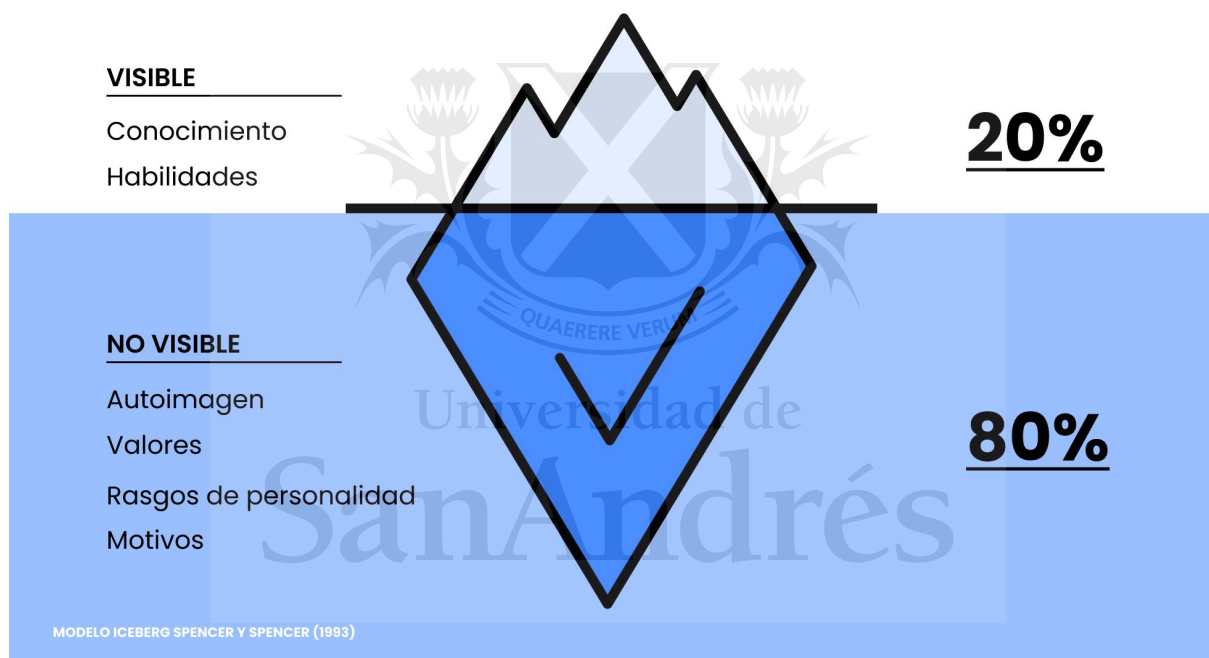 VISIBLE
Conocimiento
Habilidades
20%
NO VISIBLE
Autoimagen
Valores
Rasgos de personalidad
Motivos
80%
QUAERERE VERUM
Universidad de
SanAndrés
MODELO ICEBERG SPENCER Y SPENCER (1993)